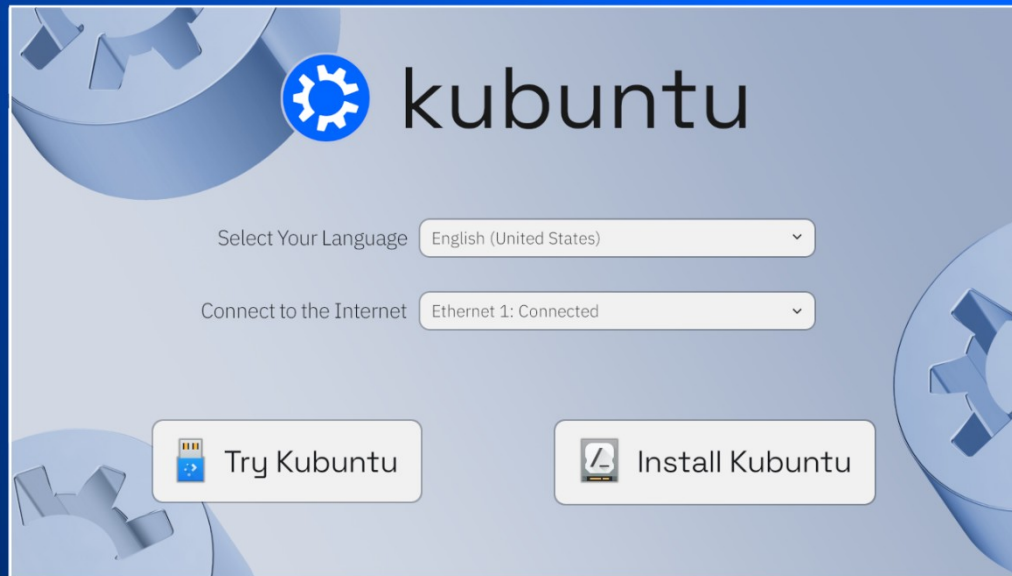 kubuntu
Select Your Language English (United States)
Connect to the Internet Ethernet 1: Connected
Try Kubuntu Install Kubuntu